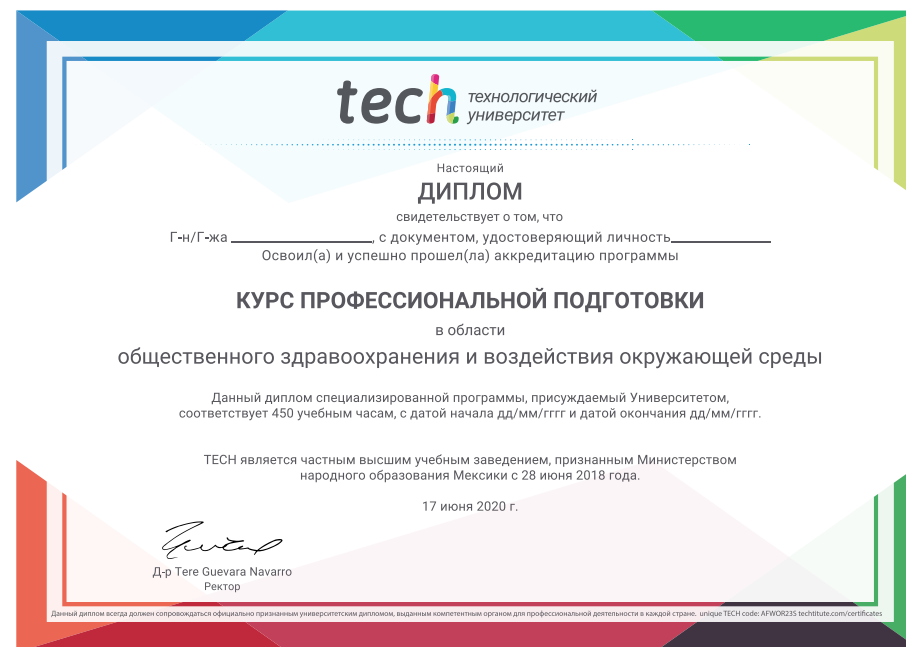 tech технологический
университет
Настоящий
ДИПЛОМ
свидетельствует о том, что
Г-н/Г-жа ____________________, с документом, удостоверяющий личность______________
Освоил(а) и успешно прошел(ла) аккредитацию программы
КУРС ПРОФЕССИОНАЛЬНОЙ ПОДГОТОВКИ
в области
общественного здравоохранения и воздействия окружающей среды
Данный диплом специализированной программы, присуждаемый Университетом,
соответствует 450 учебным часам, с датой начала дд/мм/гггг и датой окончания дд/мм/гггг.
TECH является частным высшим учебным заведением, признанным Министерством
народного образования Мексики с 28 июня 2018 года.
17 июня 2020 г.
Д-р Tere Guevara Navarro
Ректор
Данный диплом всегда должен сопровождаться официально признанным университетским дипломом, выданным компетентным органом для профессиональной деятельности в каждой стране. unique TECH code: AFWOR23S techtitute.com/certificates